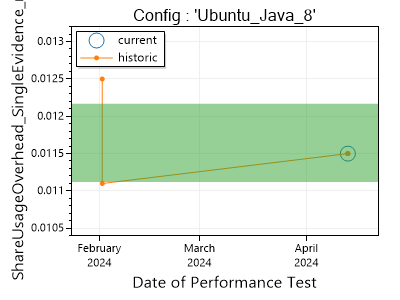 Config : 'Ubuntu_Java_8'
ShareUsageOverhead_SingleEvidence_
current
historic
0.013
0.0125
0.012
0.0115
0.011
0.0105
February
2024
March
2024
April
2024
Date of Performance Test